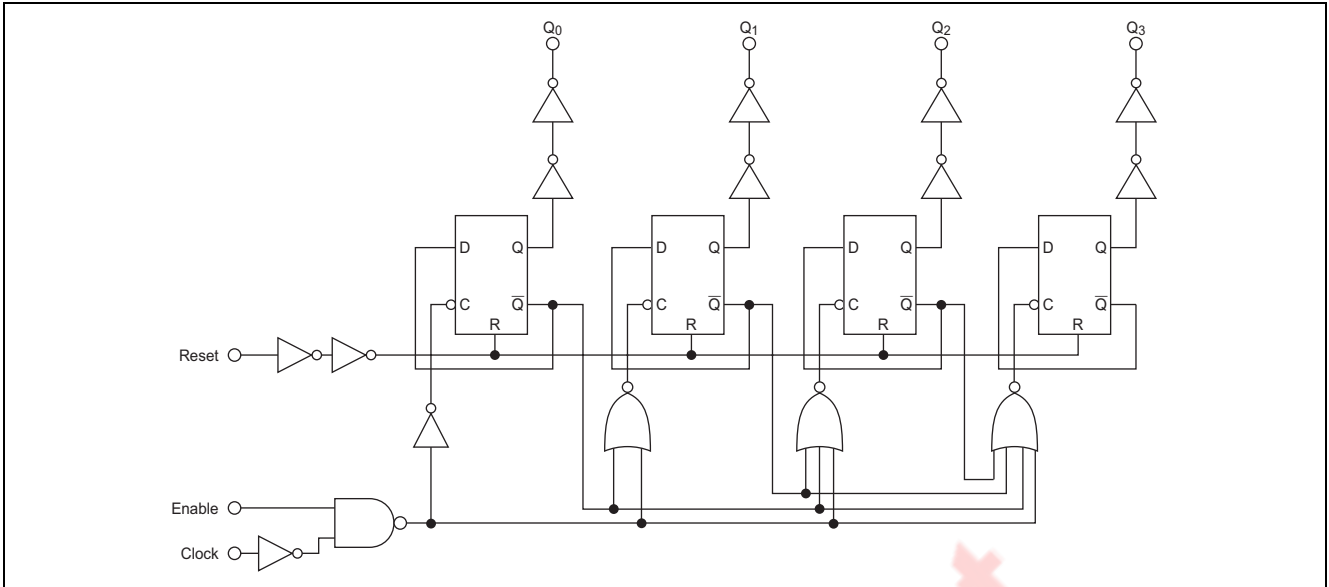 Q0 Q1 Q2 Q3
D Q D Q D Q D Q
C Q̅ C Q̅ C Q̅ C Q̅
R R R R
Reset
Enable
Clock